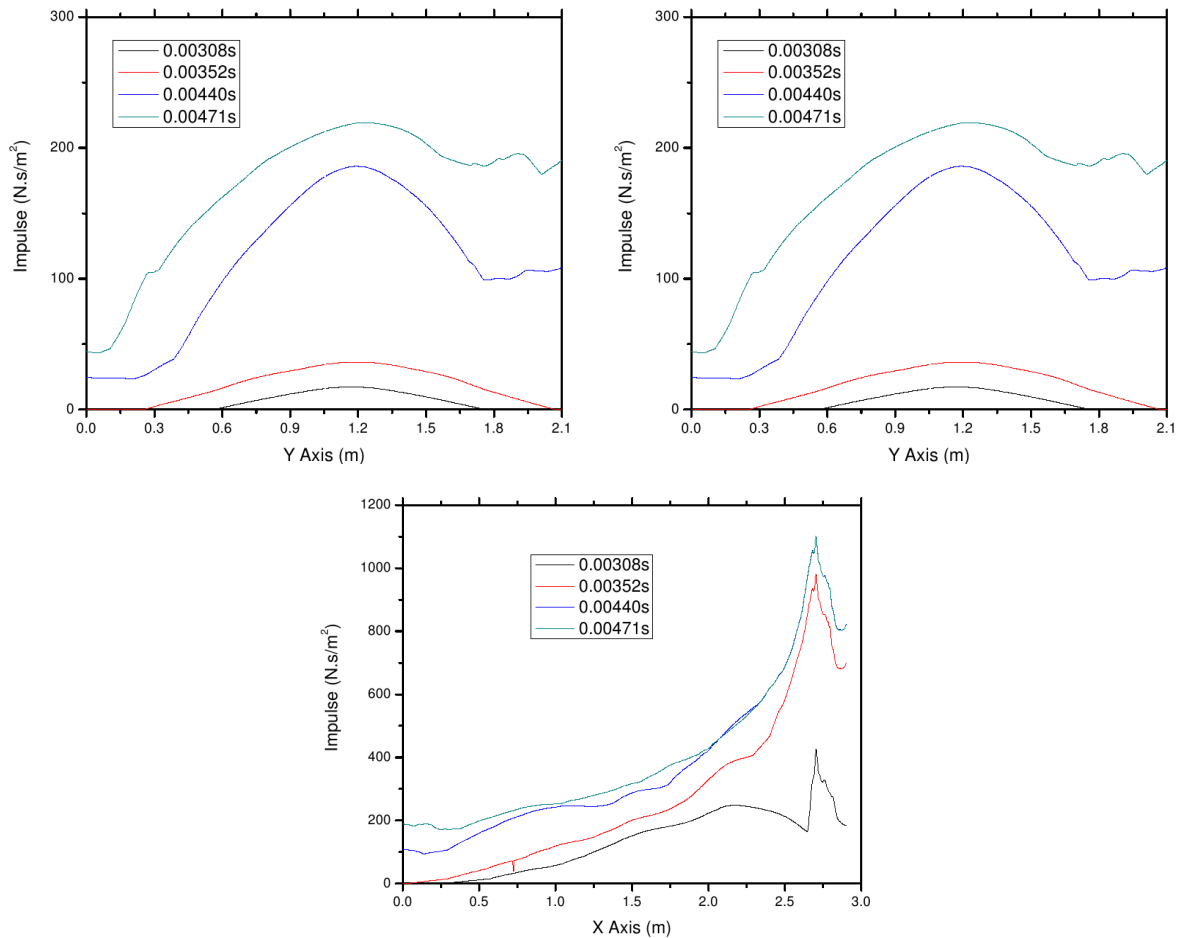 300
200
100
0
Impulse (N.s/m²)
0.00308s
0.00352s
0.00440s
0.00471s
0.0 0.3 0.6 0.9 1.2 1.5 1.8 2.1
Y Axis (m)
300
200
100
0
Impulse (N.s/m²)
0.00308s
0.00352s
0.00440s
0.00471s
0.0 0.3 0.6 0.9 1.2 1.5 1.8 2.1
Y Axis (m)
1200
1000
800
600
400
200
0
Impulse (N.s/m²)
0.00308s
0.00352s
0.00440s
0.00471s
0.0 0.5 1.0 1.5 2.0 2.5 3.0
X Axis (m)